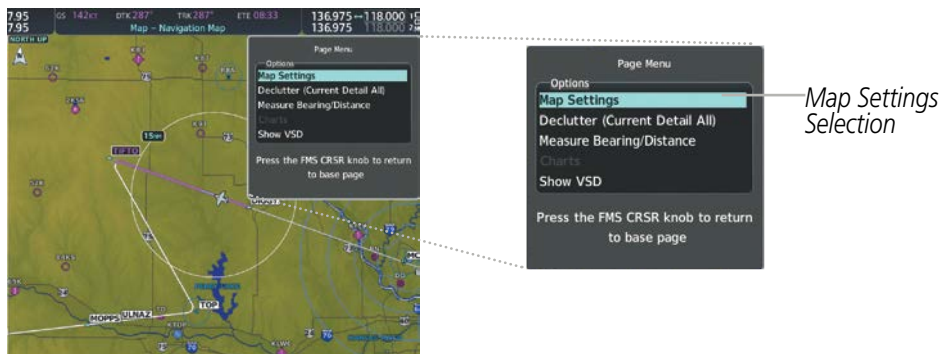 7.95 GS 142KT DTK 287° TRK 287° ETE 08:33 136.975↔118.000
7.95 Map – Navigation Map 136.975 118.000
NORTH UP
Page Menu
Options
Map Settings
Declutter (Current Detail All)
Measure Bearing/Distance
Charts
Show VSD
Press the FMS CRSR knob to return
to base page
15NM
TIFTO
MOPPS
ULNAZ
TOP
Page Menu
Options
Map Settings
Declutter (Current Detail All)
Measure Bearing/Distance
Charts
Show VSD
Press the FMS CRSR knob to return
to base page
Map Settings
Selection